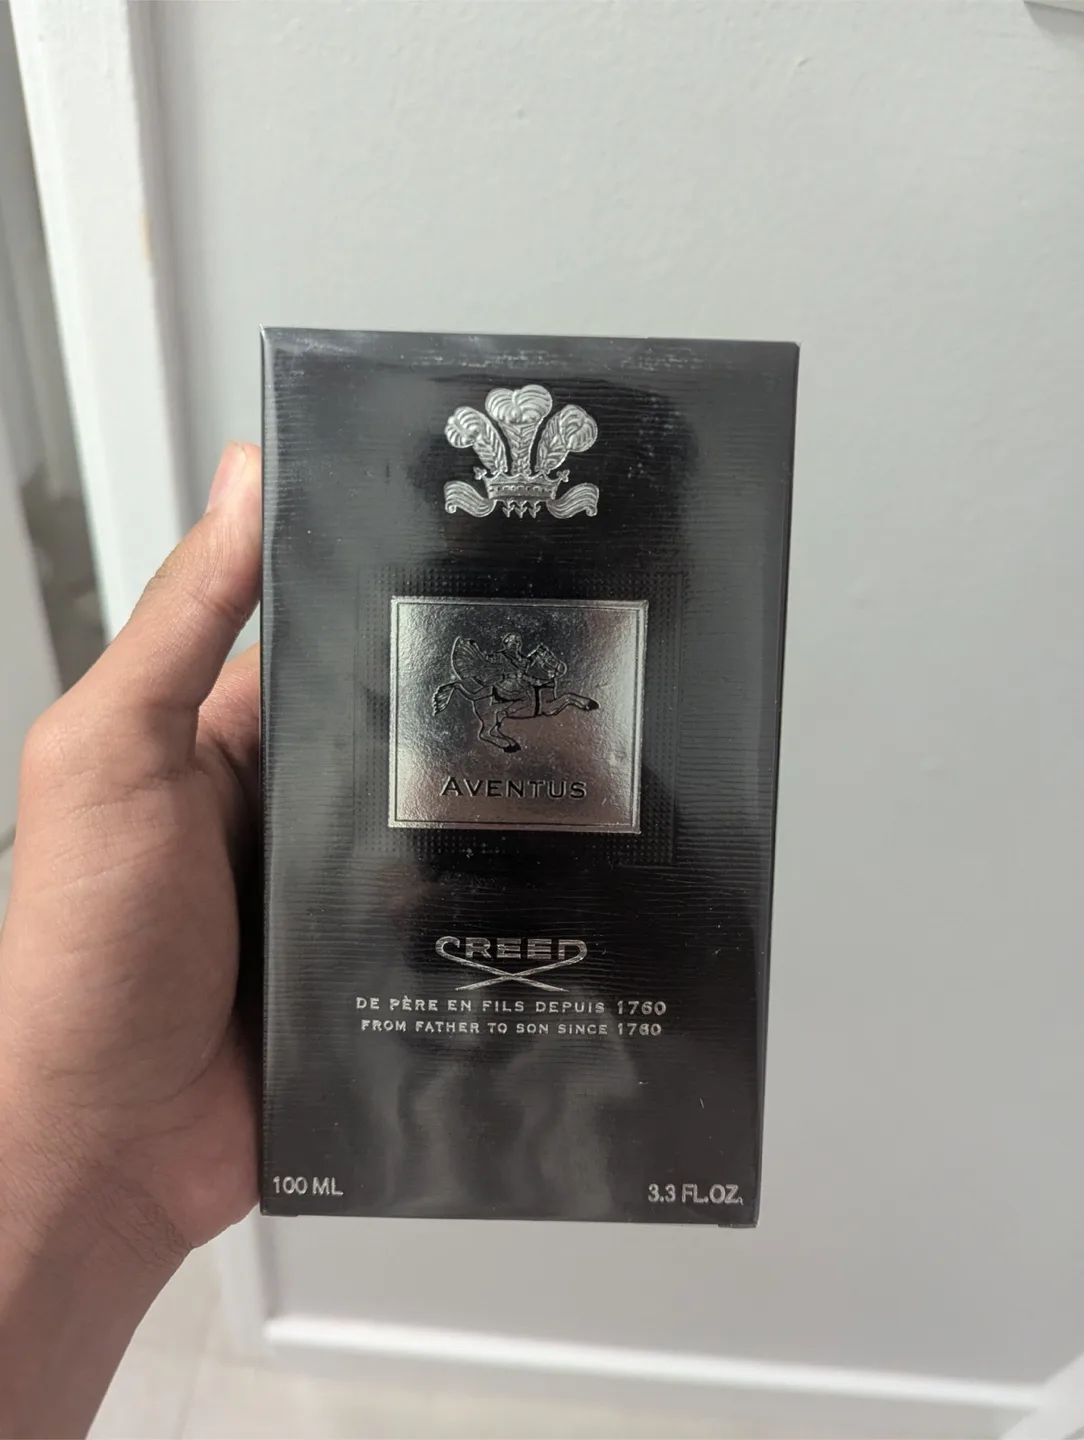 AVENTUS
CREED
DE PÈRE EN FILS DEPUIS 1760
FROM FATHER TO SON SINCE 1760
100 ML
3.3 FL.OZ.